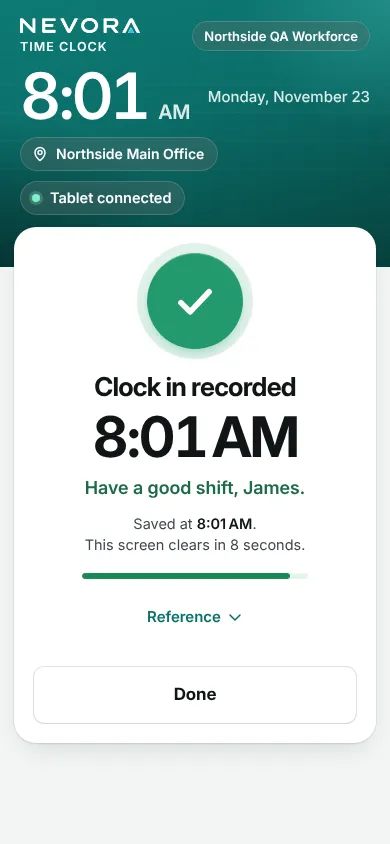 NEVORA
TIME CLOCK
Northside QA Workforce
8:01 AM
Monday, November 23
Northside Main Office
Tablet connected
Clock in recorded
8:01 AM
Have a good shift, James.
Saved at 8:01 AM.
This screen clears in 8 seconds.
Reference
Done